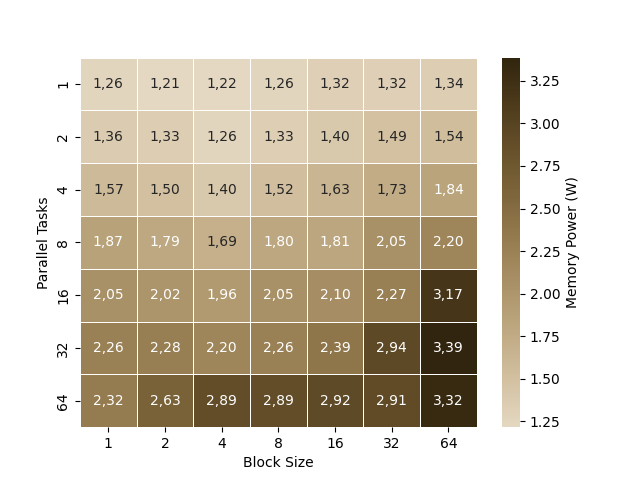 1 1,26 1,21 1,22 1,26 1,32 1,32 1,34
2 1,36 1,33 1,26 1,33 1,40 1,49 1,54
4 1,57 1,50 1,40 1,52 1,63 1,73 1,84
8 1,87 1,79 1,69 1,80 1,81 2,05 2,20
16 2,05 2,02 1,96 2,05 2,10 2,27 3,17
32 2,26 2,28 2,20 2,26 2,39 2,94 3,39
64 2,32 2,63 2,89 2,89 2,92 2,91 3,32
1 2 4 8 16 32 64
Block Size
Parallel Tasks
3.25
3.00
2.75
2.50
2.25
2.00
1.75
1.50
1.25
Memory Power (W)